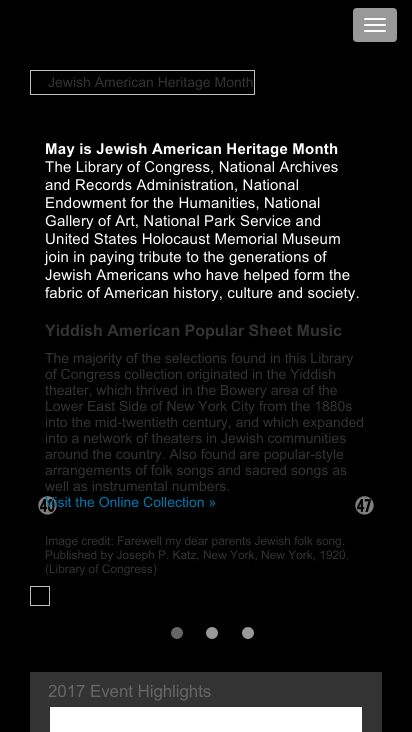 Jewish American Heritage Month
May is Jewish American Heritage Month
The Library of Congress, National Archives
and Records Administration, National
Endowment for the Humanities, National
Gallery of Art, National Park Service and
United States Holocaust Memorial Museum
join in paying tribute to the generations of
Jewish Americans who have helped form the
fabric of American history, culture and society.
Yiddish American Popular Sheet Music
The majority of the selections found in this Library
of Congress collection originated in the Yiddish
theater, which thrived in the Bowery area of the
Lower East Side of New York City from the 1880s
into the mid-twentieth century, and which expanded
into a network of theaters in Jewish communities
around the country. Also found are popular-style
arrangements of folk songs and sacred songs as
well as instrumental numbers.
Visit the Online Collection »
47
Image credit: Farewell my dear parents Jewish folk song.
Published by Joseph P. Katz, New York, New York, 1920.
(Library of Congress)
2017 Event Highlights